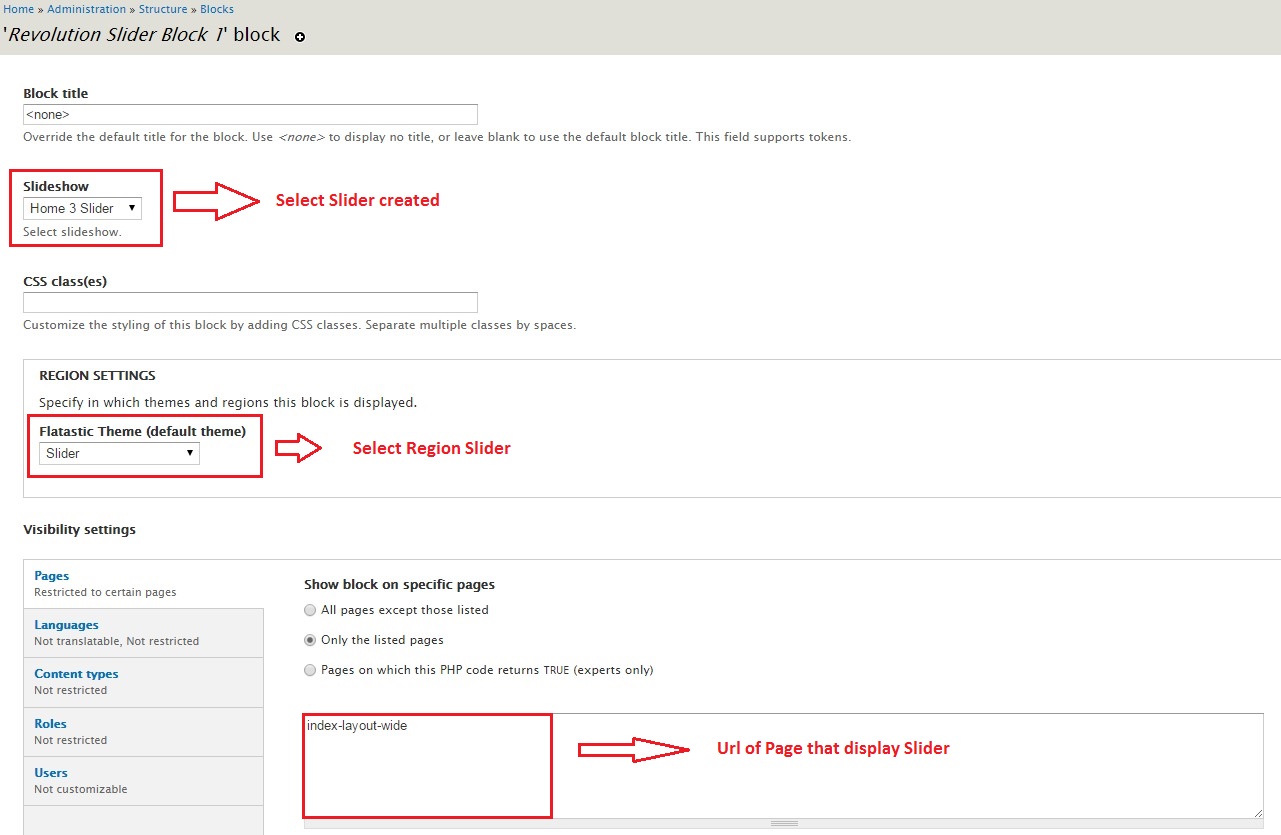 Home » Administration » Structure » Blocks
'Revolution Slider Block 1' block
Block title
<none>
Override the default title for the block. Use <none> to display no title, or leave blank to use the default block title. This field supports tokens.
Slideshow
Home 3 Slider
Select slideshow.
Select Slider created
CSS class(es)
Customize the styling of this block by adding CSS classes. Separate multiple classes by spaces.
REGION SETTINGS
Specify in which themes and regions this block is displayed.
Flatastic Theme (default theme)
Slider
Select Region Slider
Visibility settings
Pages
Restricted to certain pages
Languages
Not translatable, Not restricted
Content types
Not restricted
Roles
Not restricted
Users
Not customizable
Show block on specific pages
All pages except those listed
Only the listed pages
Pages on which this PHP code returns TRUE (experts only)
index-layout-wide
Url of Page that display Slider